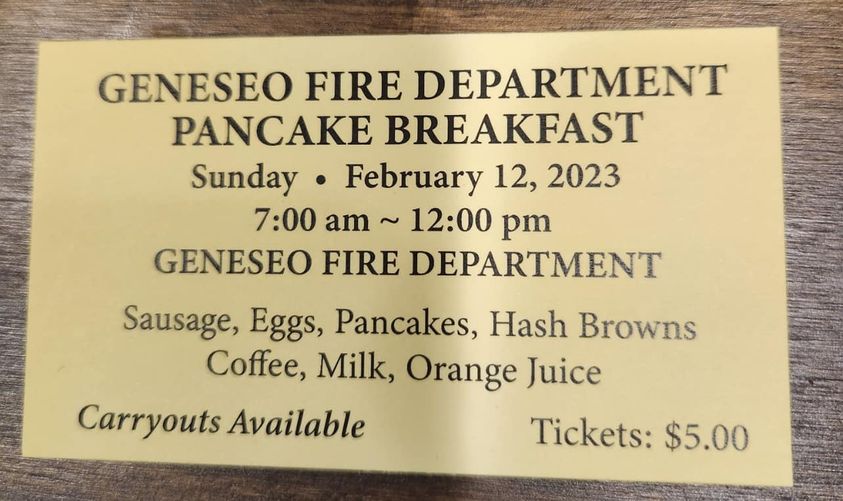 GENESEO FIRE DEPARTMENT
PANCAKE BREAKFAST
Sunday • February 12, 2023
7:00 am ~ 12:00 pm
GENESEO FIRE DEPARTMENT
Sausage, Eggs, Pancakes, Hash Browns
Coffee, Milk, Orange Juice
Carryouts Available Tickets: $5.00